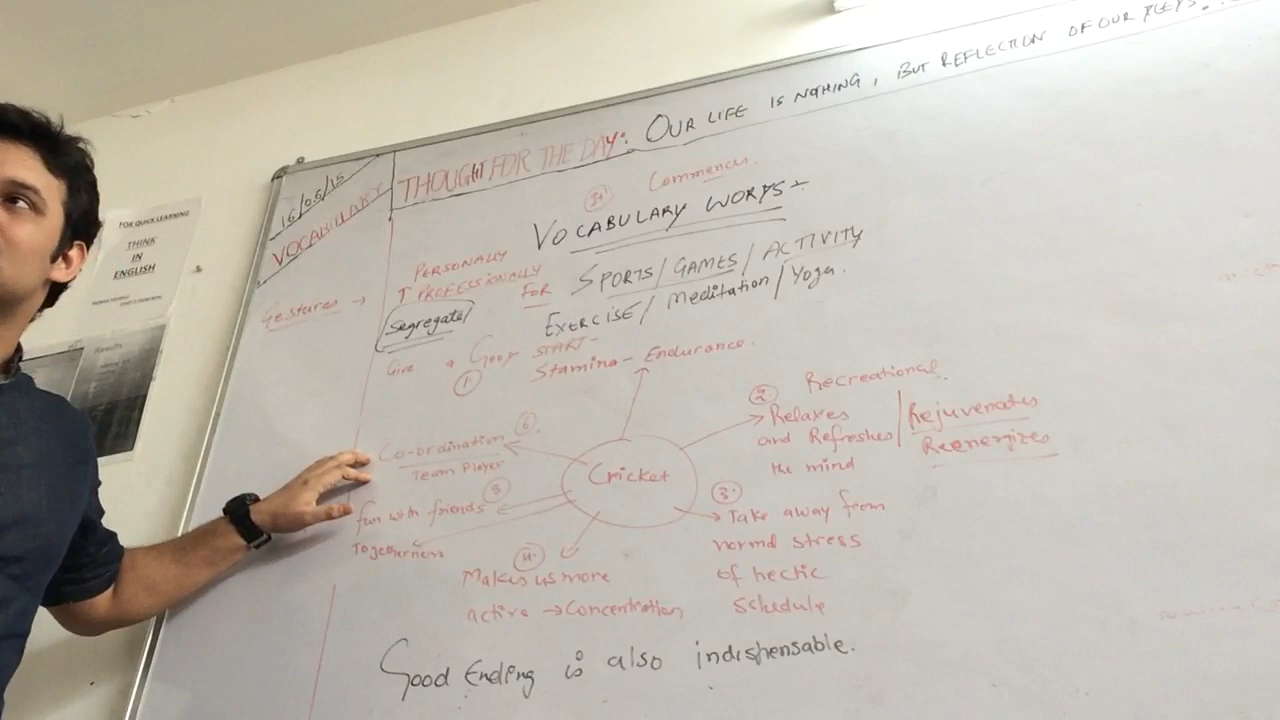 16/05/15
VOCABULARY
THOUGHT FOR THE DAY: OUR LIFE IS NOTHING, BUT REFLECTION OF OUR
Commences
VOCABULARY WORDS
PERSONALLY
PROFESSIONALLY
FOR SPORTS/GAMES/ACTIVITY
EXERCISE/Meditation/Yoga.
Gestures →
Segregate
Give a Good START-
1
Stamina - Endurance.
2 Recreational
Relaxes
and Refreshes
the mind
Rejuvenates
Reenergizes
Cricket
3.
Take away from
normal stress
of hectic
schedule
4.
Makes us more
active → Concentration
5
fun with friends
Togetherness
6.
Co-ordination
Team Player
Good Ending is also indispensable.
FOR QUICK LEARNING
THINK
IN
ENGLISH
Results